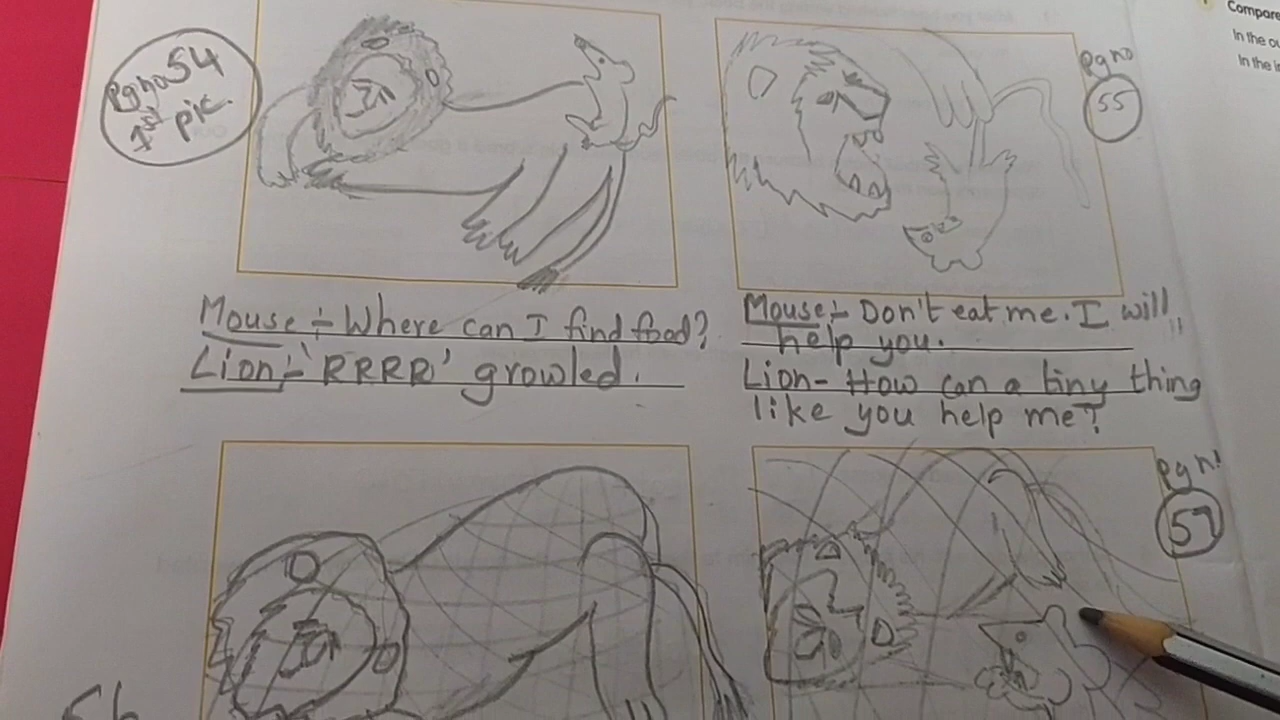 Pg no 54
1st
pic.
Mouse :- Where can I find food?
Lion :- 'RRRR' growled.
Pg no
55
Mouse :- Don't eat me. I will
help you.
Lion - How can a tiny thing
like you help me?
Pg n
57
56
Compare
In the
In the